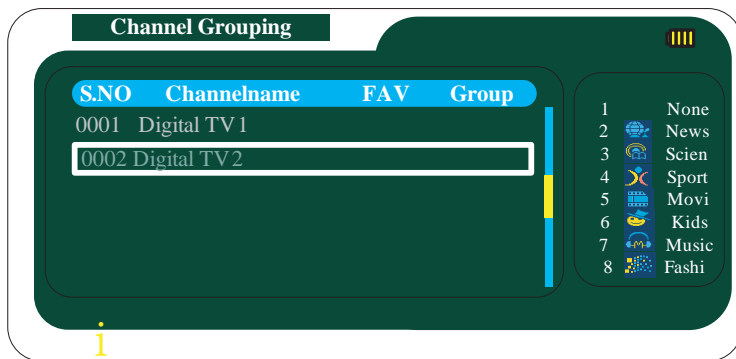 Channel Grouping
S.NO Channelname FAV Group
0001 Digital TV1
0002 Digital TV2
1 None
2 News
3 Scien
4 Sport
5 Movi
6 Kids
7 Music
8 Fashi
i